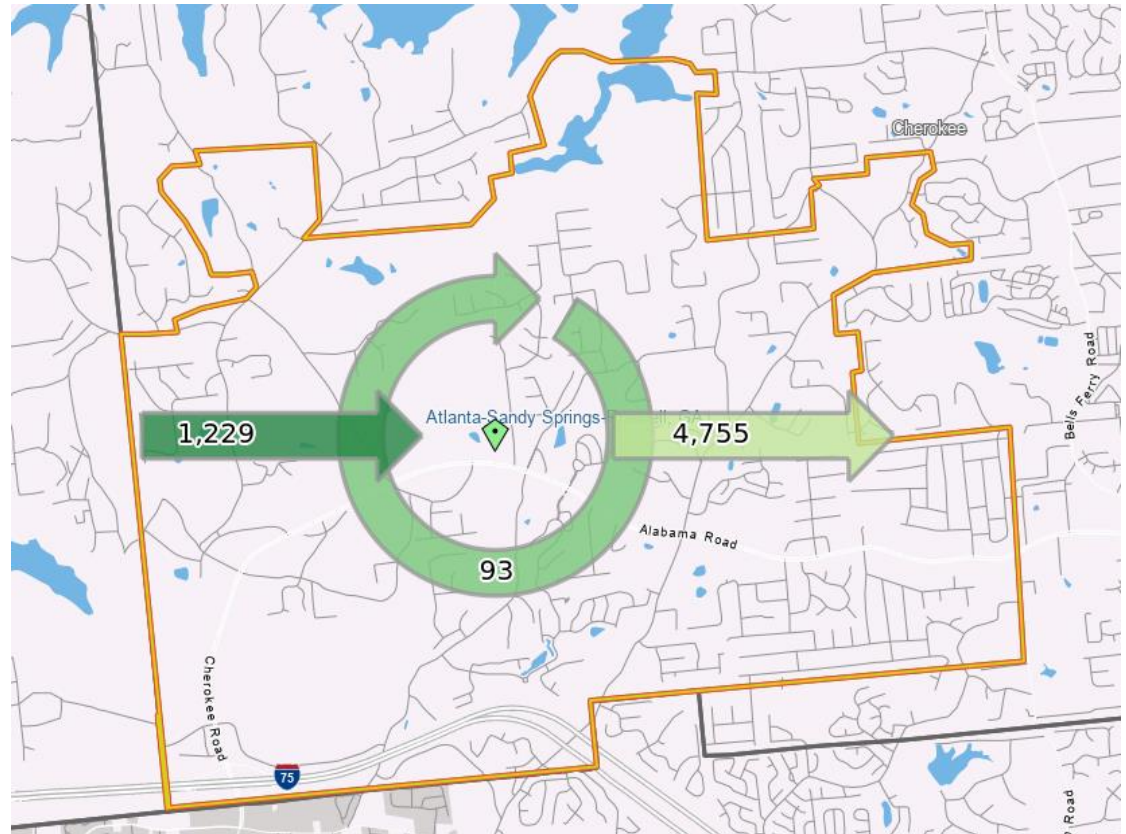 Cherokee
Bells Ferry Road
Atlanta-Sandy Springs-
1,229
4,755
Alabama Road
93
Cherokee Road
75
Road